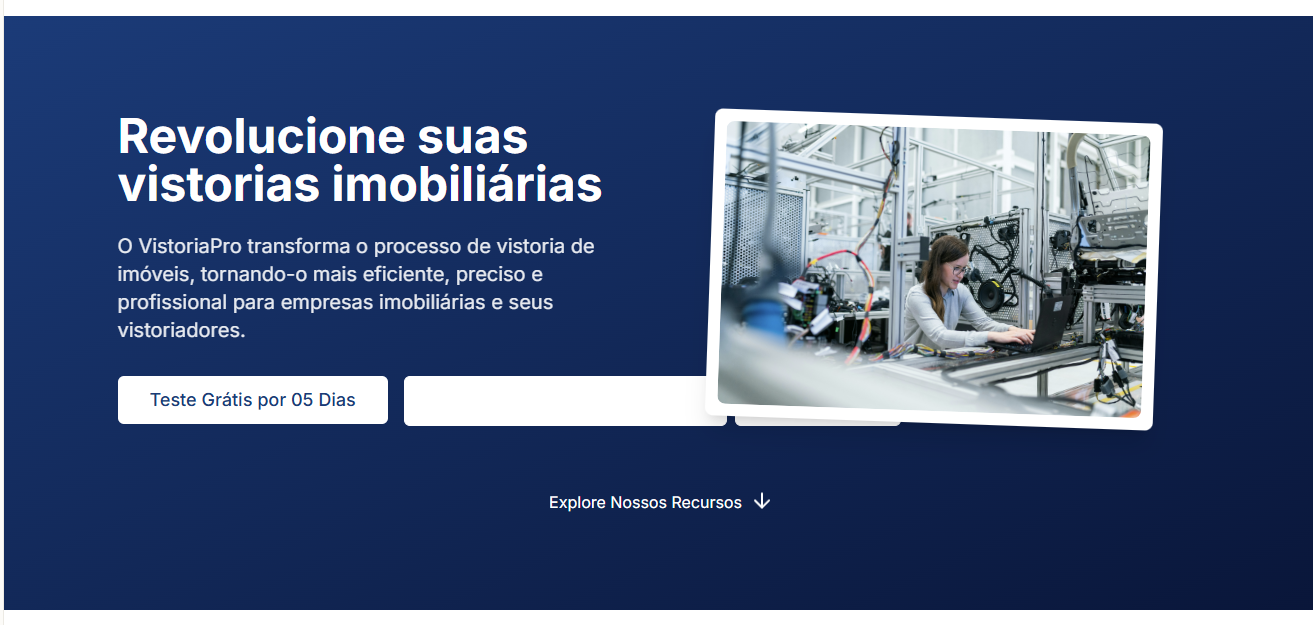 Revolucione suas
vistorias imobiliárias
O VistoriaPro transforma o processo de vistoria de
imóveis, tornando-o mais eficiente, preciso e
profissional para empresas imobiliárias e seus
vistoriadores.
Teste Grátis por 05 Dias
Explore Nossos Recursos